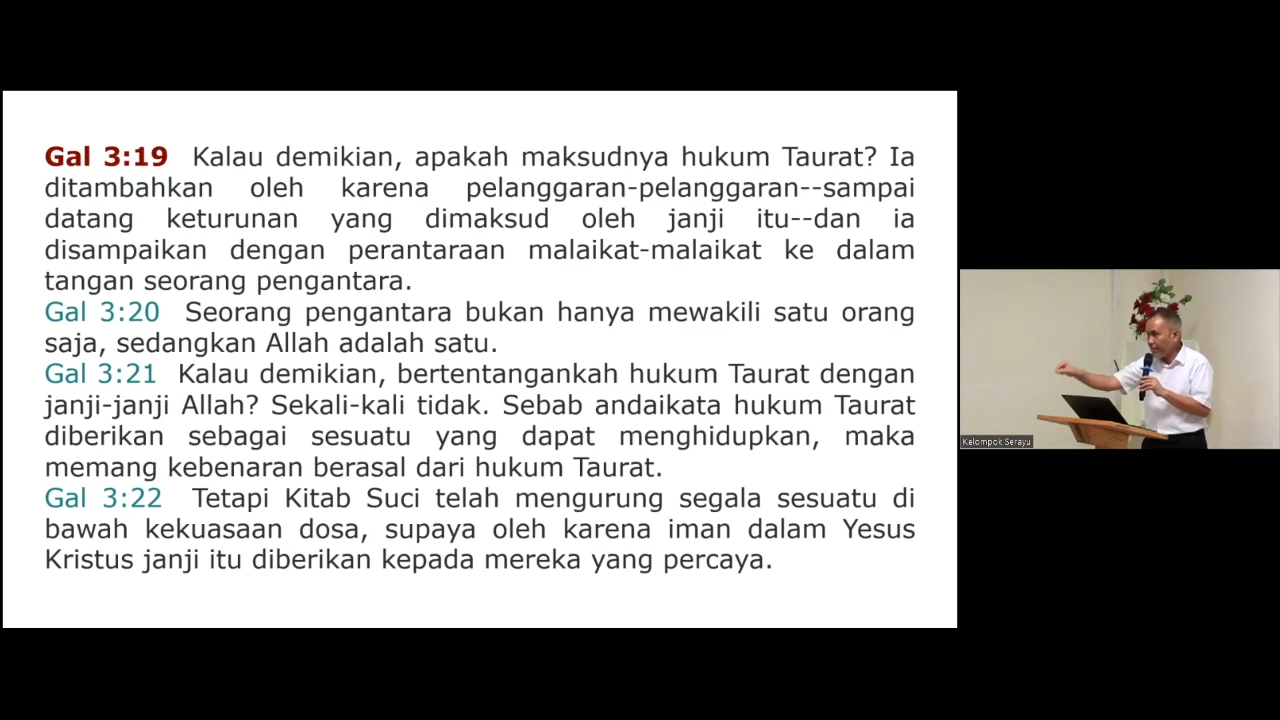 Gal 3:19 Kalau demikian, apakah maksudnya hukum Taurat? Ia
ditambahkan oleh karena pelanggaran-pelanggaran--sampai
datang keturunan yang dimaksud oleh janji itu--dan ia
disampaikan dengan perantaraan malaikat-malaikat ke dalam
tangan seorang pengantara.
Gal 3:20 Seorang pengantara bukan hanya mewakili satu orang
saja, sedangkan Allah adalah satu.
Gal 3:21 Kalau demikian, bertentangankah hukum Taurat dengan
janji-janji Allah? Sekali-kali tidak. Sebab andaikata hukum Taurat
diberikan sebagai sesuatu yang dapat menghidupkan, maka
memang kebenaran berasal dari hukum Taurat.
Gal 3:22 Tetapi Kitab Suci telah mengurung segala sesuatu di
bawah kekuasaan dosa, supaya oleh karena iman dalam Yesus
Kristus janji itu diberikan kepada mereka yang percaya.
Kelompok Serayu